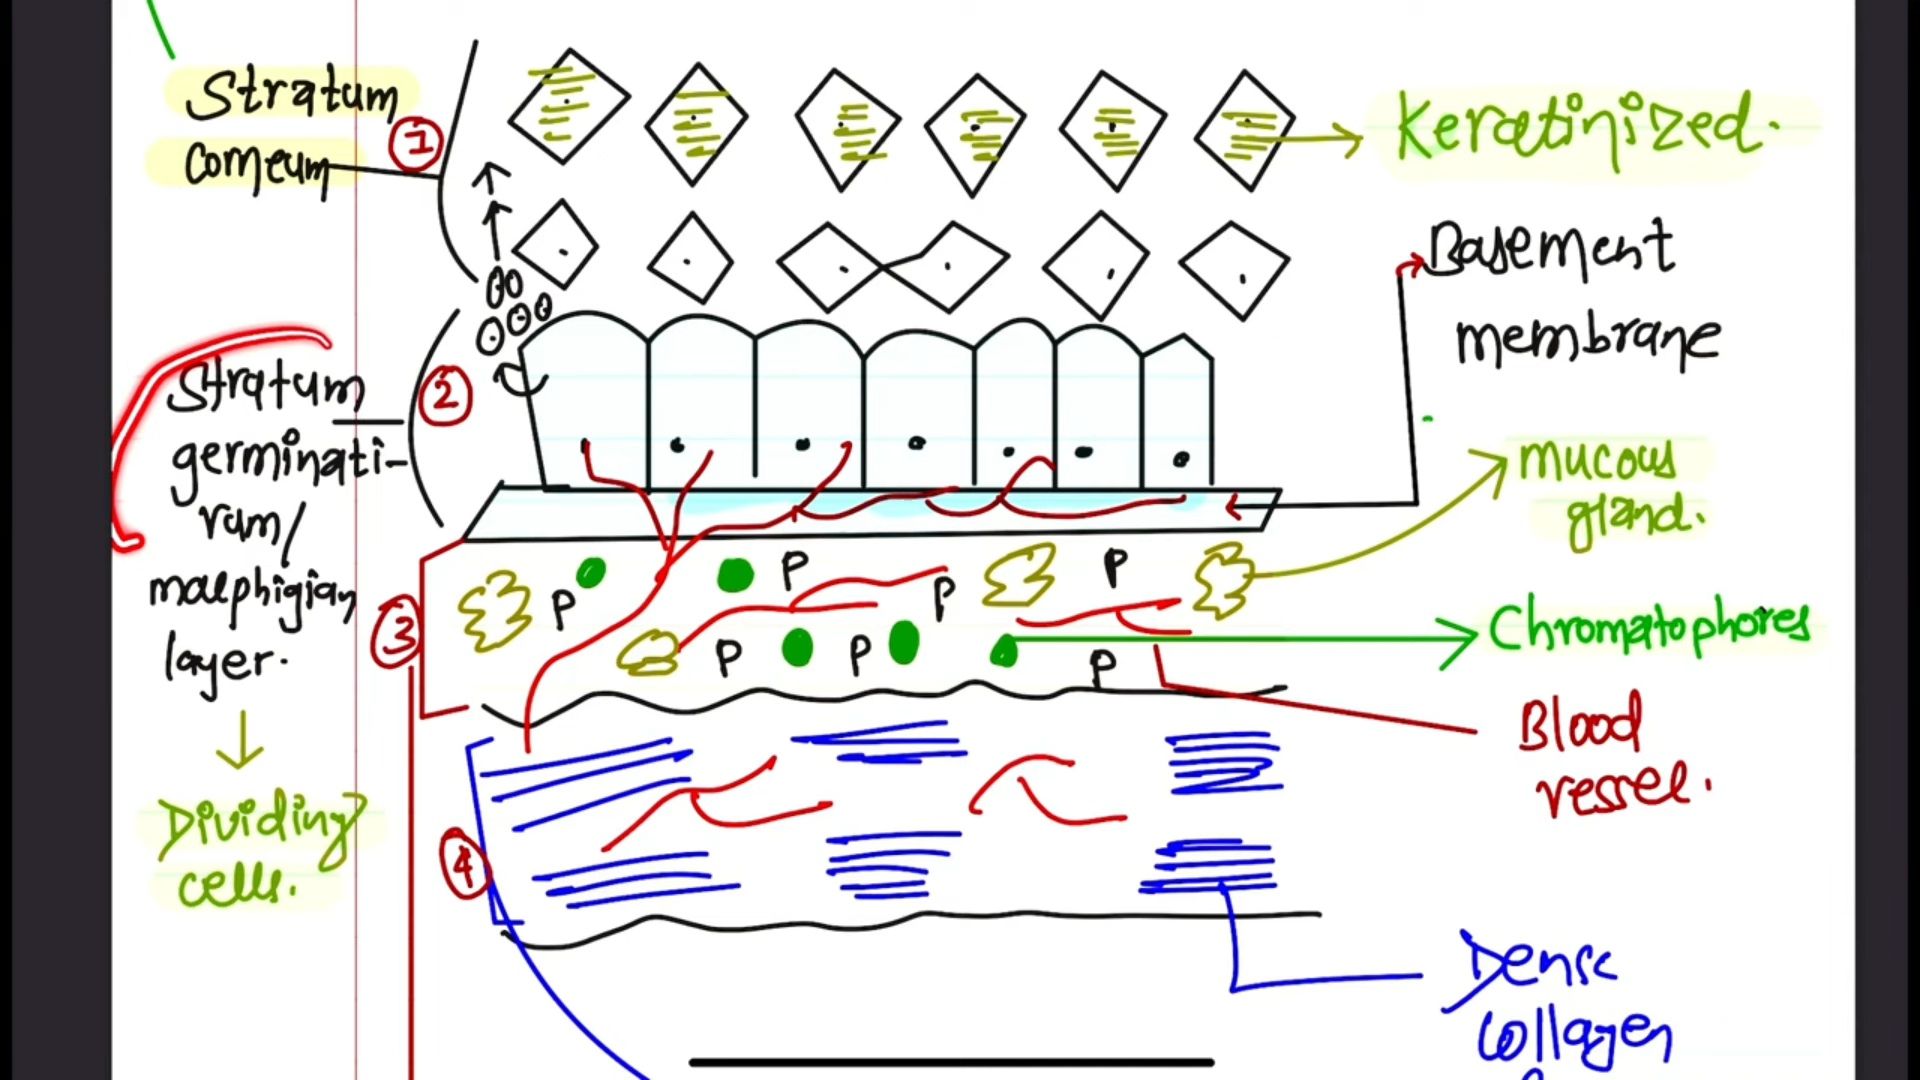 Stratum
corneum
1
Keratinized.
Basement
membrane
2
Stratum
germinati-
rum/
malphigian
layer.
Dividing
cells.
mucous
gland.
3
P
P
P
P
P
P
P
Chromatophores
Blood
vessel.
4
Dense
collagen